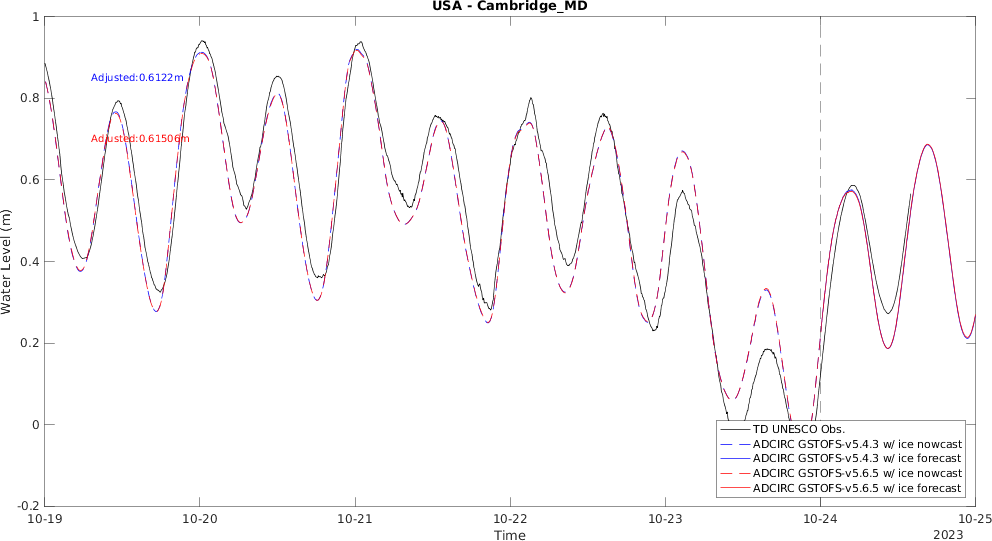 USA - Cambridge_MD
1
0.8
0.6
0.4
0.2
0
-0.2
Water Level (m)
Adjusted:0.6122m
Adjusted:0.61506m
TD UNESCO Obs.
ADCIRC GSTOFS-v5.4.3 w/ ice nowcast
ADCIRC GSTOFS-v5.4.3 w/ ice forecast
ADCIRC GSTOFS-v5.6.5 w/ ice nowcast
ADCIRC GSTOFS-v5.6.5 w/ ice forecast
10-19 10-20 10-21 10-22 10-23 10-24 10-25
Time
2023